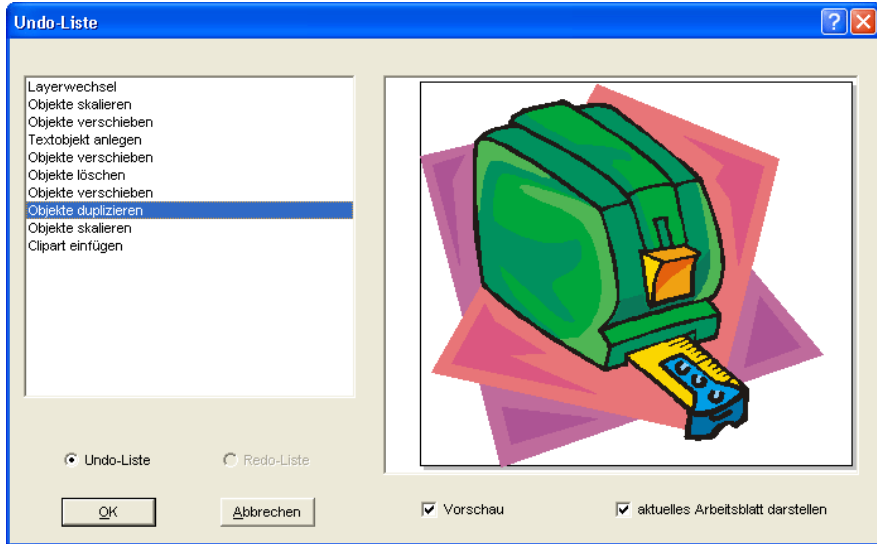 Undo-Liste
Layerwechsel
Objekte skalieren
Objekte verschieben
Textobjekt anlegen
Objekte verschieben
Objekte löschen
Objekte verschieben
Objekte duplizieren
Objekte skalieren
Clipart einfügen
Undo-Liste Redo-Liste
OK Abbrechen Vorschau aktuelles Arbeitsblatt darstellen